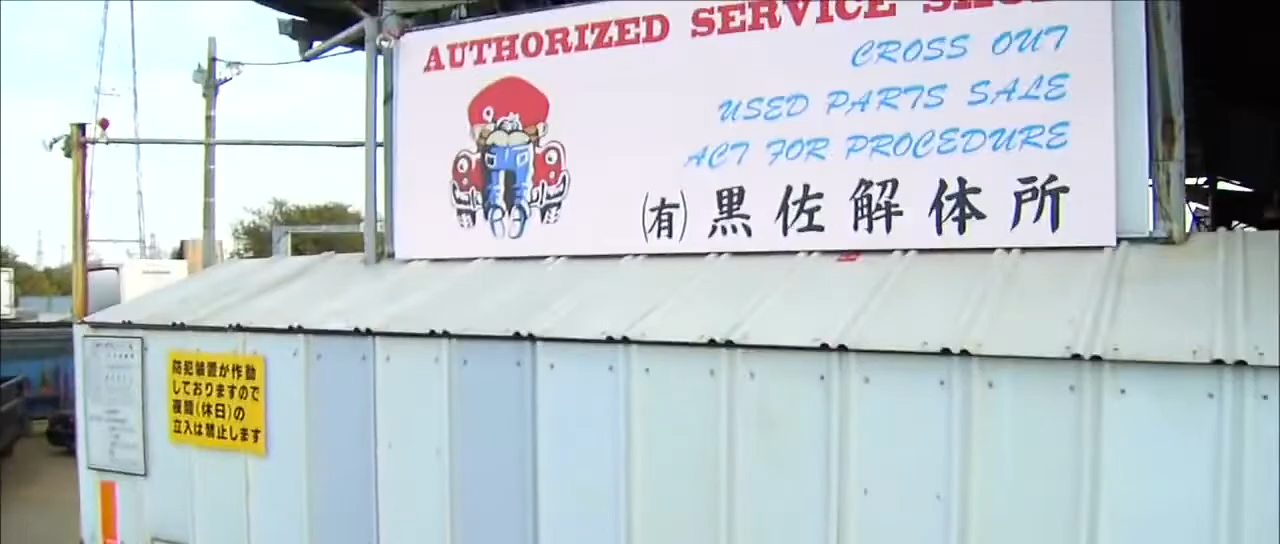 AUTHORIZED SERVICE
CROSS OUT
USED PARTS SALE
ACT FOR PROCEDURE
(有)黒佐解体所
防犯装置が作動
しておりますので
夜間(休日)の
立入は禁止します